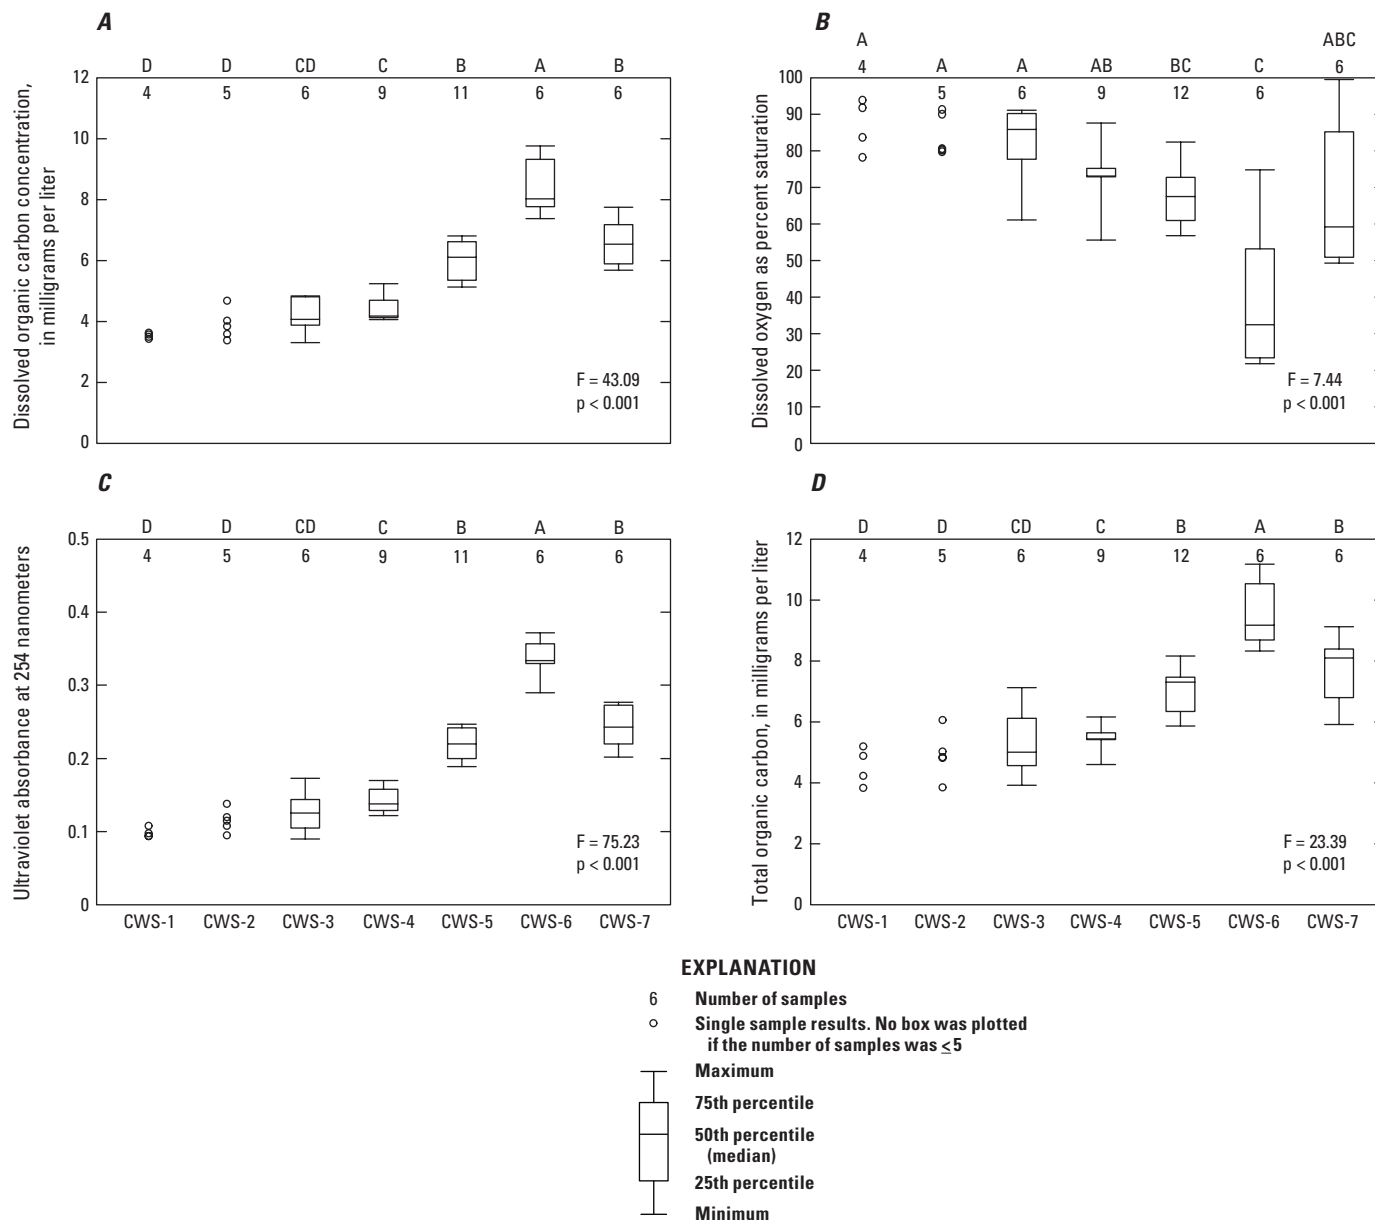 A
D D CD C B A B
4 5 6 9 11 6 6
12
10
8
6
4
2
0
Dissolved organic carbon concentration,
in milligrams per liter
F = 43.09
p < 0.001
B
A A A AB BC C ABC
4 5 6 9 12 6 6
100
90
80
70
60
50
40
30
20
10
0
Dissolved oxygen as percent saturation
F = 7.44
p < 0.001
C
D D CD C B A B
4 5 6 9 11 6 6
0.5
0.4
0.3
0.2
0.1
0
Ultraviolet absorbance at 254 nanometers
F = 75.23
p < 0.001
CWS-1 CWS-2 CWS-3 CWS-4 CWS-5 CWS-6 CWS-7
D
D D CD C B A B
4 5 6 9 12 6 6
12
10
8
6
4
2
0
Total organic carbon, in milligrams per liter
F = 23.39
p < 0.001
CWS-1 CWS-2 CWS-3 CWS-4 CWS-5 CWS-6 CWS-7
EXPLANATION
6 Number of samples
Single sample results. No box was plotted
if the number of samples was ≤5
Maximum
75th percentile
50th percentile
(median)
25th percentile
Minimum